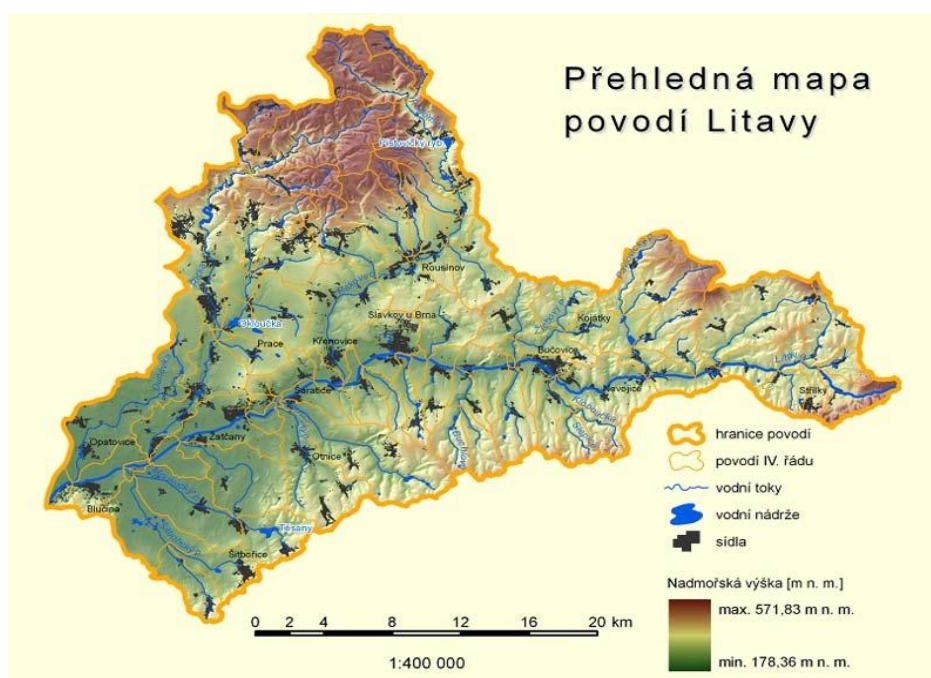 Přehledná mapa
povodí Litavy
Pístovický ryb.
Rousínov
Slavkov u Brna
Okloučka
Prace
Křenovice
Kojátky
Bučovice
Litava
Nevojice
Střílky
Šaratice
Zatčany
Opatovice
Otnice
Blučina
Těšany
Šitbořice
hranice povodí
povodí IV. řádu
vodní toky
vodní nádrže
sídla
Nadmořská výška [m n. m.]
max. 571,83 m n. m.
min. 178,36 m n. m.
0 2 4 8 12 16 20 km
1:400 000